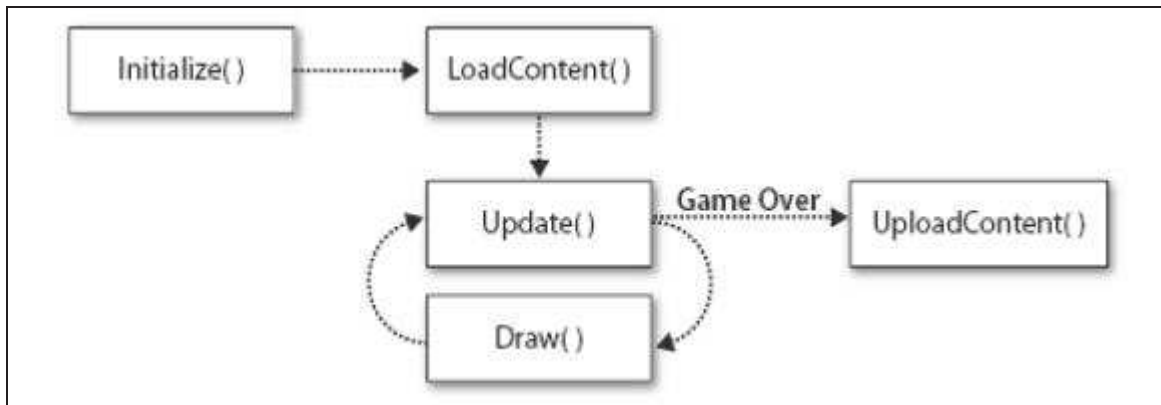 Initialize( )
LoadContent( )
Update( )
Game Over
UploadContent( )
Draw( )